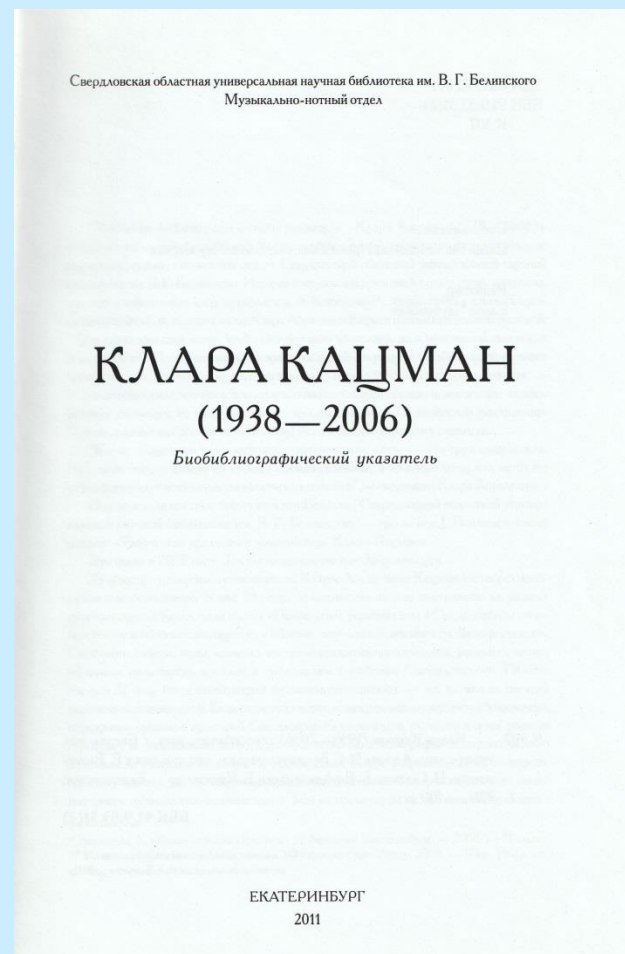 Свердловская областная универсальная научная библиотека им. В. Г. Белинского
Музыкально-нотный отдел
КЛАРА КАЦМАН
(1938—2006)
Биобиблиографический указатель
ЕКАТЕРИНБУРГ
2011